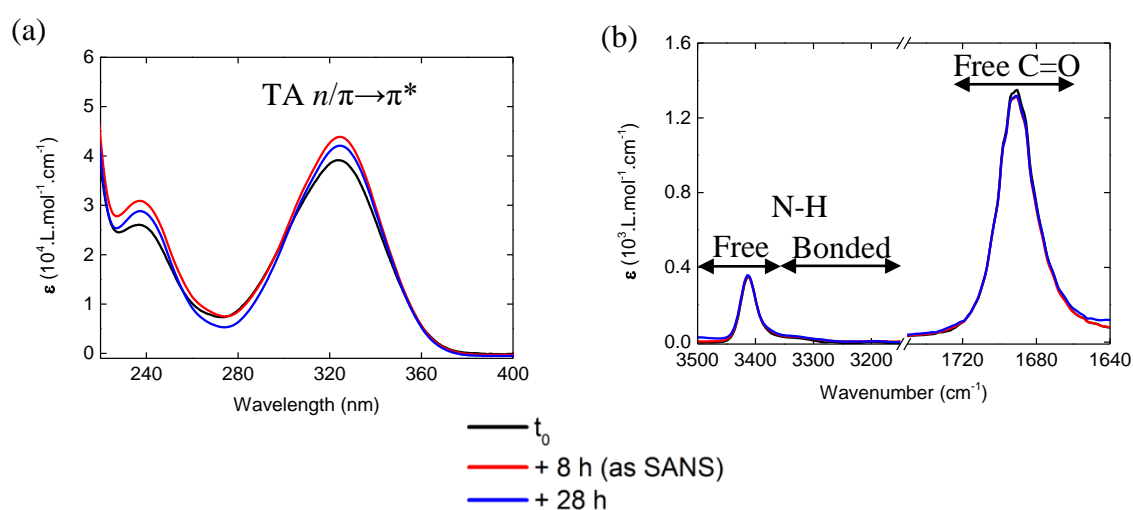 (a)
TA n/π→π*
ε (10⁴.L.mol⁻¹.cm⁻¹)
6
5
4
3
2
1
0
240 280 320 360 400
Wavelength (nm)
(b)
Free C=O
N-H
Free Bonded
ε (10³.L.mol⁻¹.cm⁻¹)
1.6
1.2
0.8
0.4
0.0
3500 3400 3300 3200 1720 1680 1640
Wavenumber (cm⁻¹)
t₀
+ 8 h (as SANS)
+ 28 h